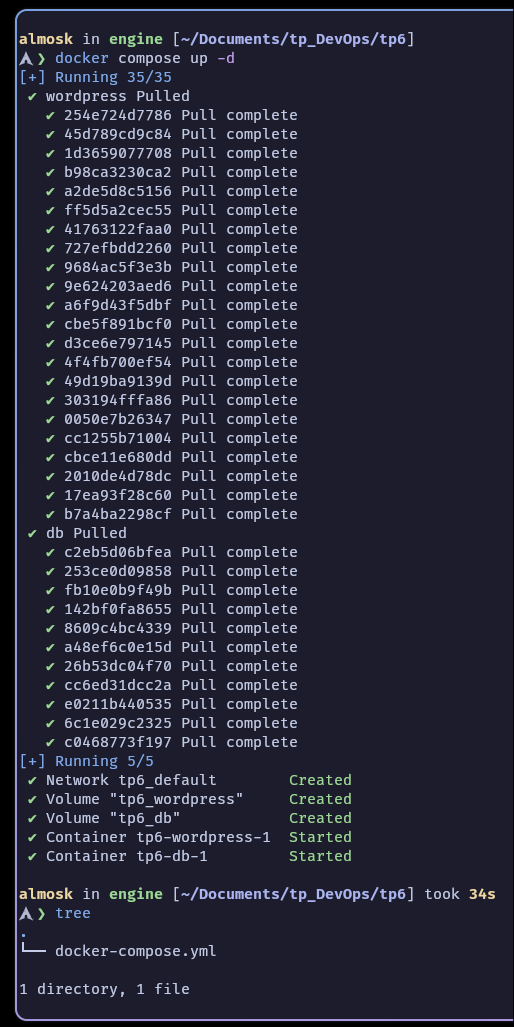 almosk in engine [~/Documents/tp_DevOps/tp6]
❯ docker compose up -d
[+] Running 35/35
✔ wordpress Pulled
✔ 254e724d7786 Pull complete
✔ 45d789cd9c84 Pull complete
✔ 1d3659077708 Pull complete
✔ b98ca3230ca2 Pull complete
✔ a2de5d8c5156 Pull complete
✔ ff5d5a2cec55 Pull complete
✔ 41763122faa0 Pull complete
✔ 727efbdd2260 Pull complete
✔ 9684ac5f3e3b Pull complete
✔ 9e624203aed6 Pull complete
✔ a6f9d43f5dbf Pull complete
✔ cbe5f891bcf0 Pull complete
✔ d3ce6e797145 Pull complete
✔ 4f4fb700ef54 Pull complete
✔ 49d19ba9139d Pull complete
✔ 303194fffa86 Pull complete
✔ 0050e7b26347 Pull complete
✔ cc1255b71004 Pull complete
✔ cbce11e680dd Pull complete
✔ 2010de4d78dc Pull complete
✔ 17ea93f28c60 Pull complete
✔ b7a4ba2298cf Pull complete
✔ db Pulled
✔ c2eb5d06bfea Pull complete
✔ 253ce0d09858 Pull complete
✔ fb10e0b9f49b Pull complete
✔ 142bf0fa8655 Pull complete
✔ 8609c4bc4339 Pull complete
✔ a48ef6c0e15d Pull complete
✔ 26b53dc04f70 Pull complete
✔ cc6ed31dcc2a Pull complete
✔ e0211b440535 Pull complete
✔ 6c1e029c2325 Pull complete
✔ c0468773f197 Pull complete
[+] Running 5/5
✔ Network tp6_default Created
✔ Volume "tp6_wordpress" Created
✔ Volume "tp6_db" Created
✔ Container tp6-wordpress-1 Started
✔ Container tp6-db-1 Started
almosk in engine [~/Documents/tp_DevOps/tp6] took 34s
❯ tree
.
└── docker-compose.yml
1 directory, 1 file